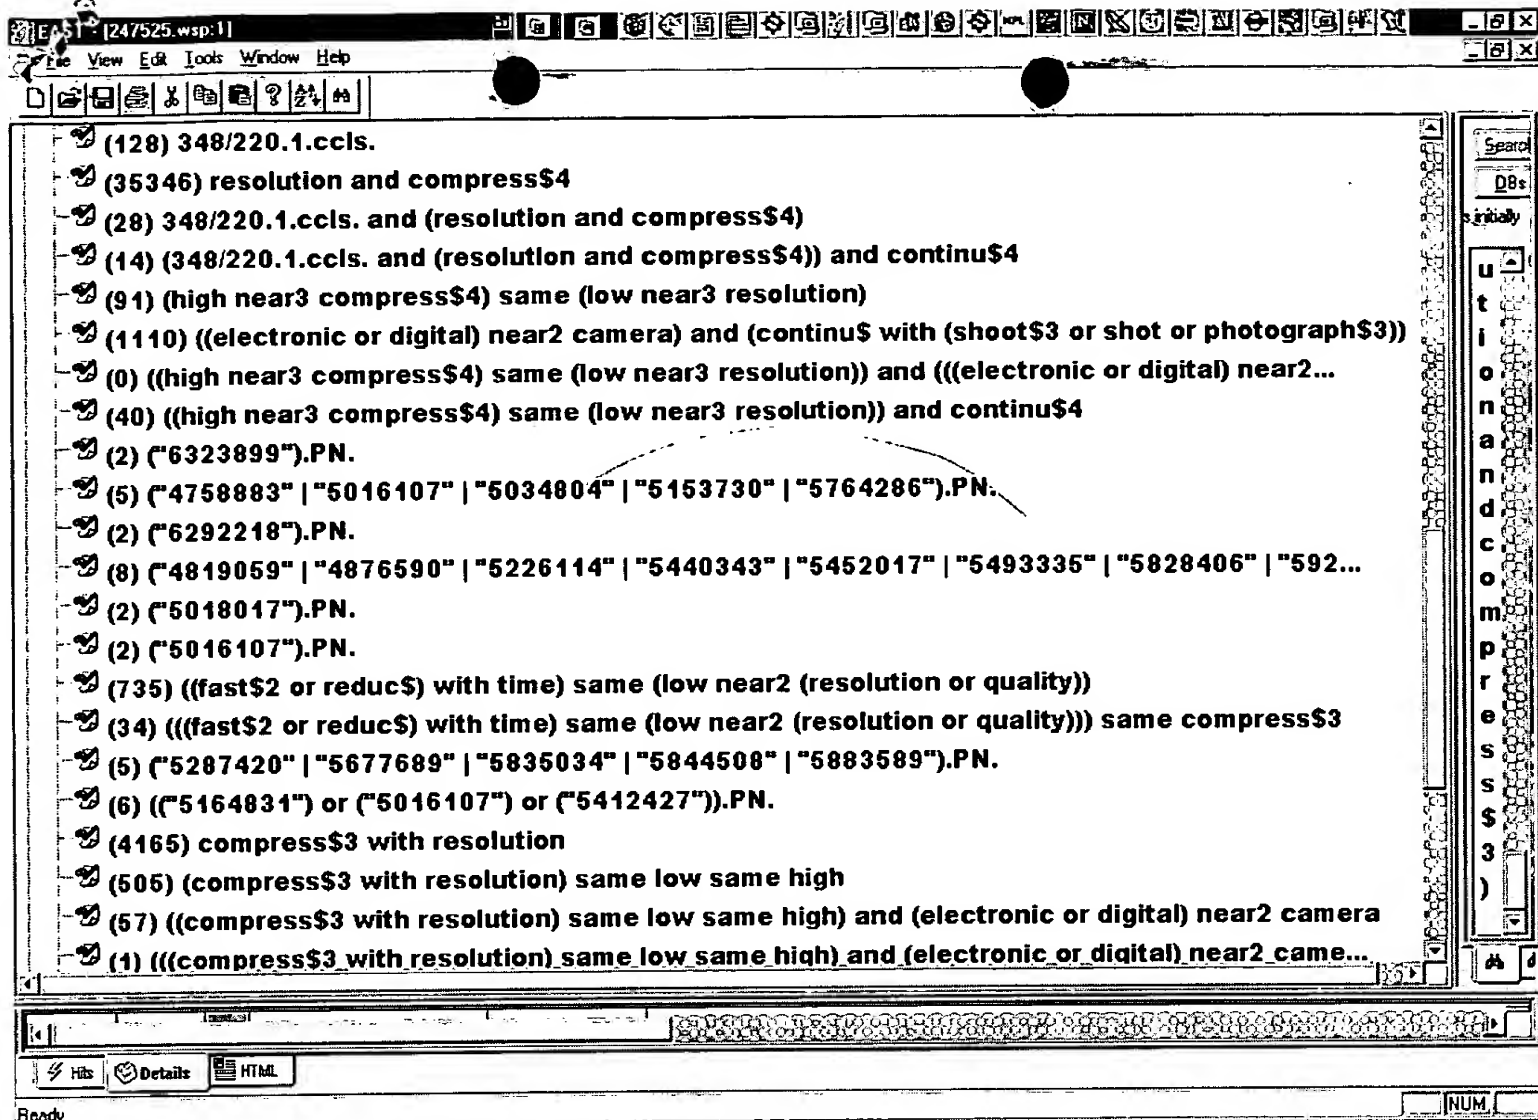 EAST - [247525.wsp:1]
File View Edit Tools Window Help
(128) 348/220.1.ccls.
(35346) resolution and compress$4
(28) 348/220.1.ccls. and (resolution and compress$4)
(14) (348/220.1.ccls. and (resolution and compress$4)) and continu$4
(91) (high near3 compress$4) same (low near3 resolution)
(1110) ((electronic or digital) near2 camera) and (continu$ with (shoot$3 or shot or photograph$3))
(0) ((high near3 compress$4) same (low near3 resolution)) and (((electronic or digital) near2...
(40) ((high near3 compress$4) same (low near3 resolution)) and continu$4
(2) ("6323899").PN.
(5) ("4758883" | "5016107" | "5034804" | "5153730" | "5764286").PN.
(2) ("6292218").PN.
(8) ("4819059" | "4876590" | "5226114" | "5440343" | "5452017" | "5493335" | "5828406" | "592...
(2) ("5018017").PN.
(2) ("5016107").PN.
(735) ((fast$2 or reduc$) with time) same (low near2 (resolution or quality))
(34) (((fast$2 or reduc$) with time) same (low near2 (resolution or quality))) same compress$3
(5) ("5287420" | "5677689" | "5835034" | "5844508" | "5883589").PN.
(6) (("5164831") or ("5016107") or ("5412427")).PN.
(4165) compress$3 with resolution
(505) (compress$3 with resolution) same low same high
(57) ((compress$3 with resolution) same low same high) and (electronic or digital) near2 camera
(1) (((compress$3 with resolution) same low same high) and (electronic or digital) near2 came...
Searc
DBs
s initially
u
t
i
o
n
a
n
d
c
o
m
p
r
e
s
s
$
3
)
Hits Details HTML
Ready
NUM